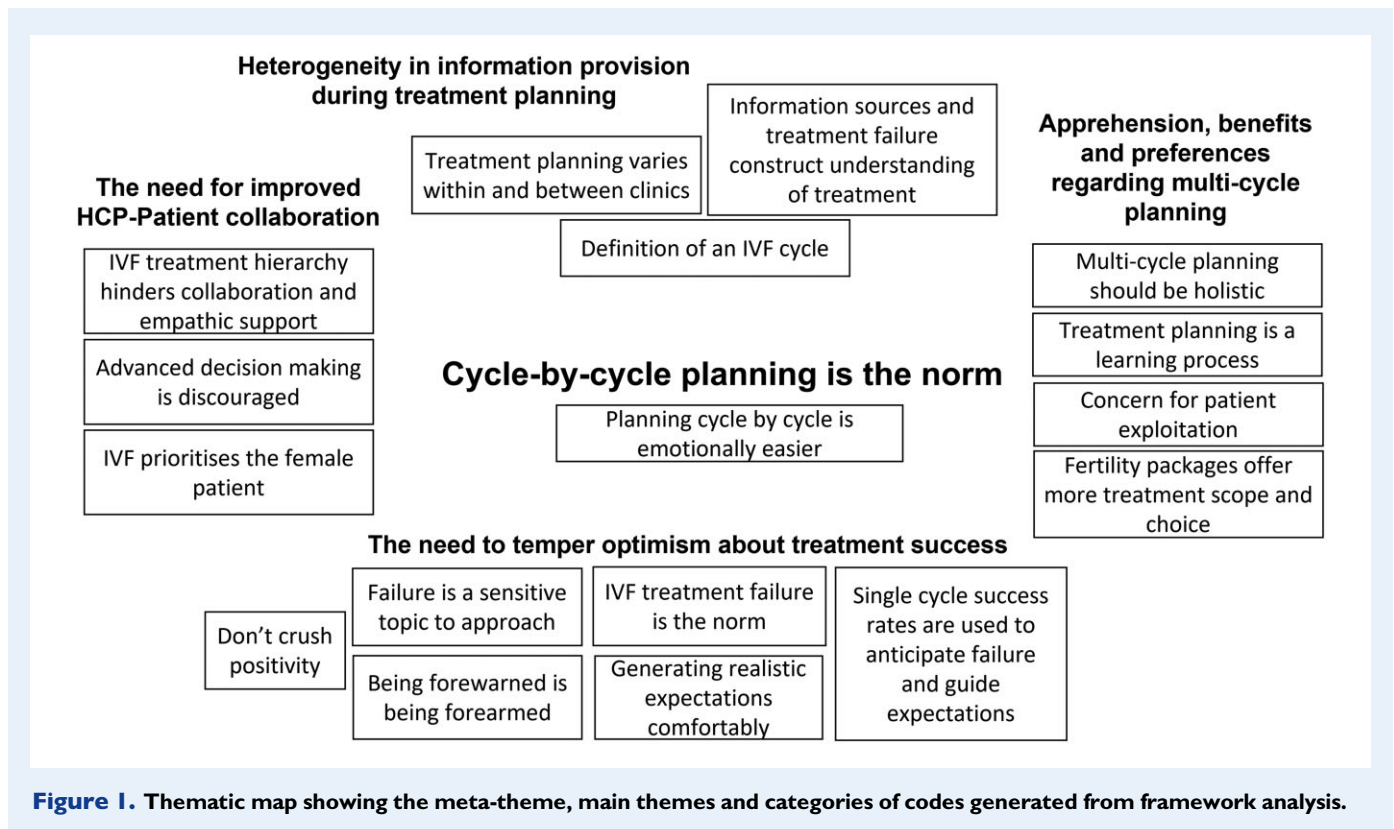 Heterogeneity in information provision
during treatment planning
Treatment planning varies
within and between clinics
Information sources and
treatment failure
construct understanding
of treatment
Definition of an IVF cycle
The need for improved
HCP-Patient collaboration
IVF treatment hierarchy
hinders collaboration and
empathic support
Advanced decision making
is discouraged
IVF prioritises the female
patient
Apprehension, benefits
and preferences
regarding multi-cycle
planning
Multi-cycle planning
should be holistic
Treatment planning is a
learning process
Concern for patient
exploitation
Fertility packages offer
more treatment scope and
choice
Cycle-by-cycle planning is the norm
Planning cycle by cycle is
emotionally easier
The need to temper optimism about treatment success
Don’t crush
positivity
Failure is a sensitive
topic to approach
Being forewarned is
being forearmed
IVF treatment failure
is the norm
Generating realistic
expectations
comfortably
Single cycle success
rates are used to
anticipate failure
and guide
expectations
Figure 1. Thematic map showing the meta-theme, main themes and categories of codes generated from framework analysis.